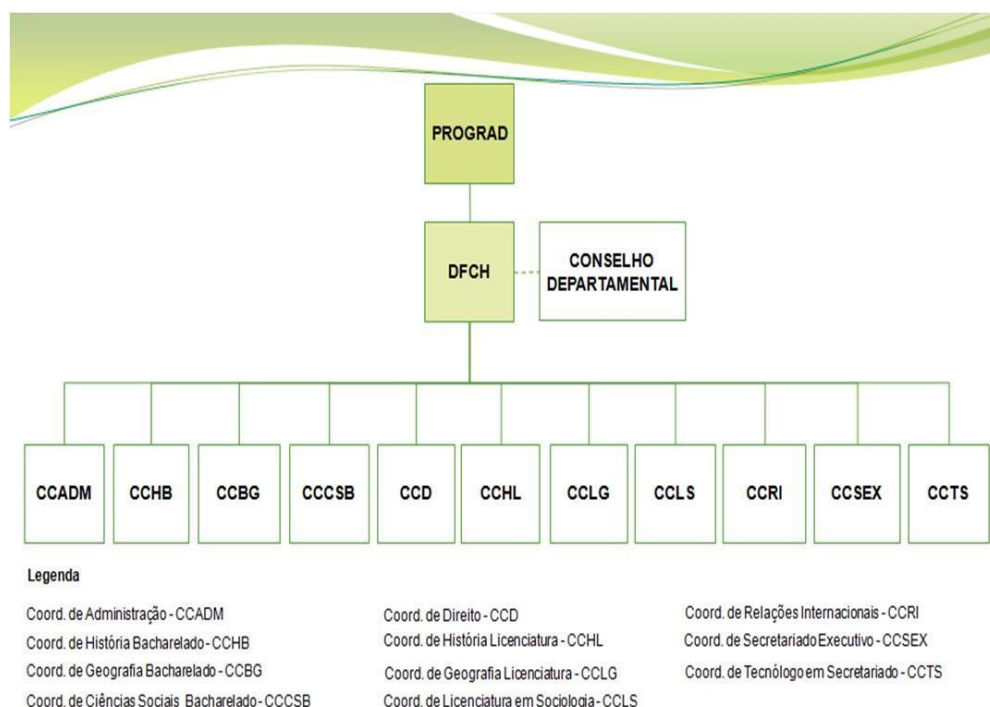 PROGRAD
DFCH
CONSELHO
DEPARTAMENTAL
CCADM
CCHB
CCBG
CCCSB
CCD
CCHL
CCLG
CCLS
CCRI
CCSEX
CCTS
Legenda
Coord. de Administração - CCADM
Coord. de História Bacharelado - CCHB
Coord. de Geografia Bacharelado - CCBG
Coord. de Ciências Sociais Bacharelado - CCCSB
Coord. de Direito - CCD
Coord. de História Licenciatura - CCHL
Coord. de Geografia Licenciatura - CCLG
Coord. de Licenciatura em Sociologia - CCLS
Coord. de Relações Internacionais - CCRI
Coord. de Secretariado Executivo - CCSEX
Coord. de Tecnólogo em Secretariado - CCTS